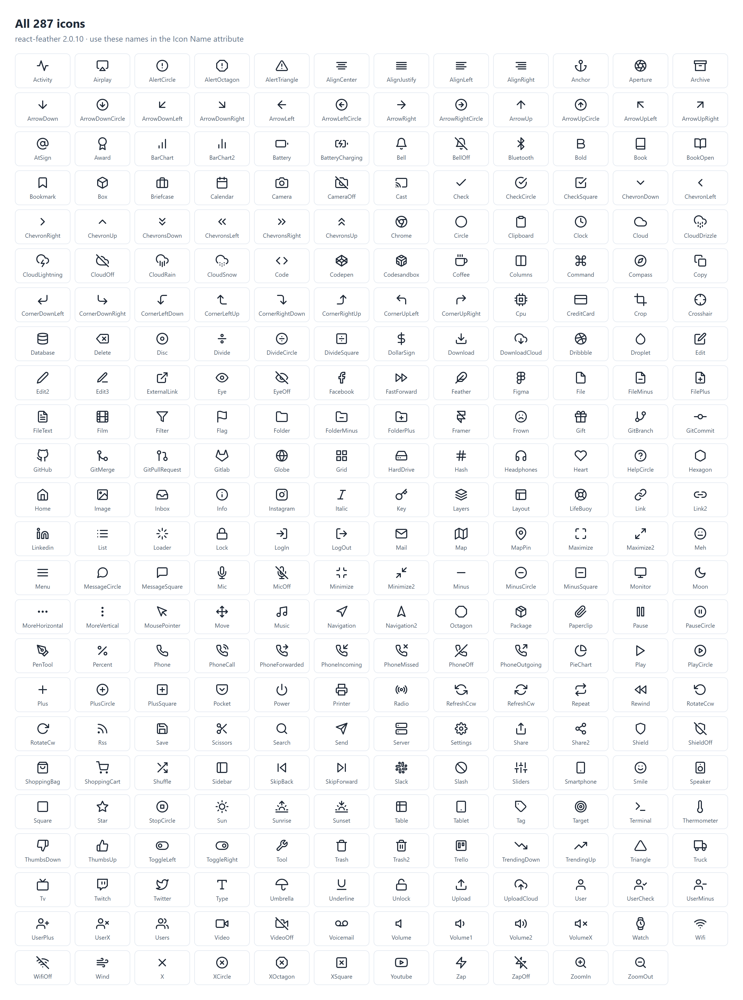 All 287 icons
react-feather 2.0.10 · use these names in the Icon Name attribute
Activity Airplay AlertCircle AlertOctagon AlertTriangle AlignCenter AlignJustify AlignLeft AlignRight Anchor Aperture Archive
ArrowDown ArrowDownCircle ArrowDownLeft ArrowDownRight ArrowLeft ArrowLeftCircle ArrowRight ArrowRightCircle ArrowUp ArrowUpCircle ArrowUpLeft ArrowUpRight
AtSign Award BarChart BarChart2 Battery BatteryCharging Bell BellOff Bluetooth Bold Book BookOpen
Bookmark Box Briefcase Calendar Camera CameraOff Cast Check CheckCircle CheckSquare ChevronDown ChevronLeft
ChevronRight ChevronUp ChevronsDown ChevronsLeft ChevronsRight ChevronsUp Chrome Circle Clipboard Clock Cloud CloudDrizzle
CloudLightning CloudOff CloudRain CloudSnow Code Codepen Codesandbox Coffee Columns Command Compass Copy
CornerDownLeft CornerDownRight CornerLeftDown CornerLeftUp CornerRightDown CornerRightUp CornerUpLeft CornerUpRight Cpu CreditCard Crop Crosshair
Database Delete Disc Divide DivideCircle DivideSquare DollarSign Download DownloadCloud Dribbble Droplet Edit
Edit2 Edit3 ExternalLink Eye EyeOff Facebook FastForward Feather Figma File FileMinus FilePlus
FileText Film Filter Flag Folder FolderMinus FolderPlus Framer Frown Gift GitBranch GitCommit
GitHub GitMerge GitPullRequest Gitlab Globe Grid HardDrive Hash Headphones Heart HelpCircle Hexagon
Home Image Inbox Info Instagram Italic Key Layers Layout LifeBuoy Link Link2
Linkedin List Loader Lock LogIn LogOut Mail Map MapPin Maximize Maximize2 Meh
Menu MessageCircle MessageSquare Mic MicOff Minimize Minimize2 Minus MinusCircle MinusSquare Monitor Moon
MoreHorizontal MoreVertical MousePointer Move Music Navigation Navigation2 Octagon Package Paperclip Pause PauseCircle
PenTool Percent Phone PhoneCall PhoneForwarded PhoneIncoming PhoneMissed PhoneOff PhoneOutgoing PieChart Play PlayCircle
Plus PlusCircle PlusSquare Pocket Power Printer Radio RefreshCcw RefreshCw Repeat Rewind RotateCcw
RotateCw Rss Save Scissors Search Send Server Settings Share Share2 Shield ShieldOff
ShoppingBag ShoppingCart Shuffle Sidebar SkipBack SkipForward Slack Slash Sliders Smartphone Smile Speaker
Square Star StopCircle Sun Sunrise Sunset Table Tablet Tag Target Terminal Thermometer
ThumbsDown ThumbsUp ToggleLeft ToggleRight Tool Trash Trash2 Trello TrendingDown TrendingUp Triangle Truck
Tv Twitch Twitter Type Umbrella Underline Unlock Upload UploadCloud User UserCheck UserMinus
UserPlus UserX Users Video VideoOff Voicemail Volume Volume1 Volume2 VolumeX Watch Wifi
WifiOff Wind X XCircle XOctagon XSquare Youtube Zap ZapOff ZoomIn ZoomOut